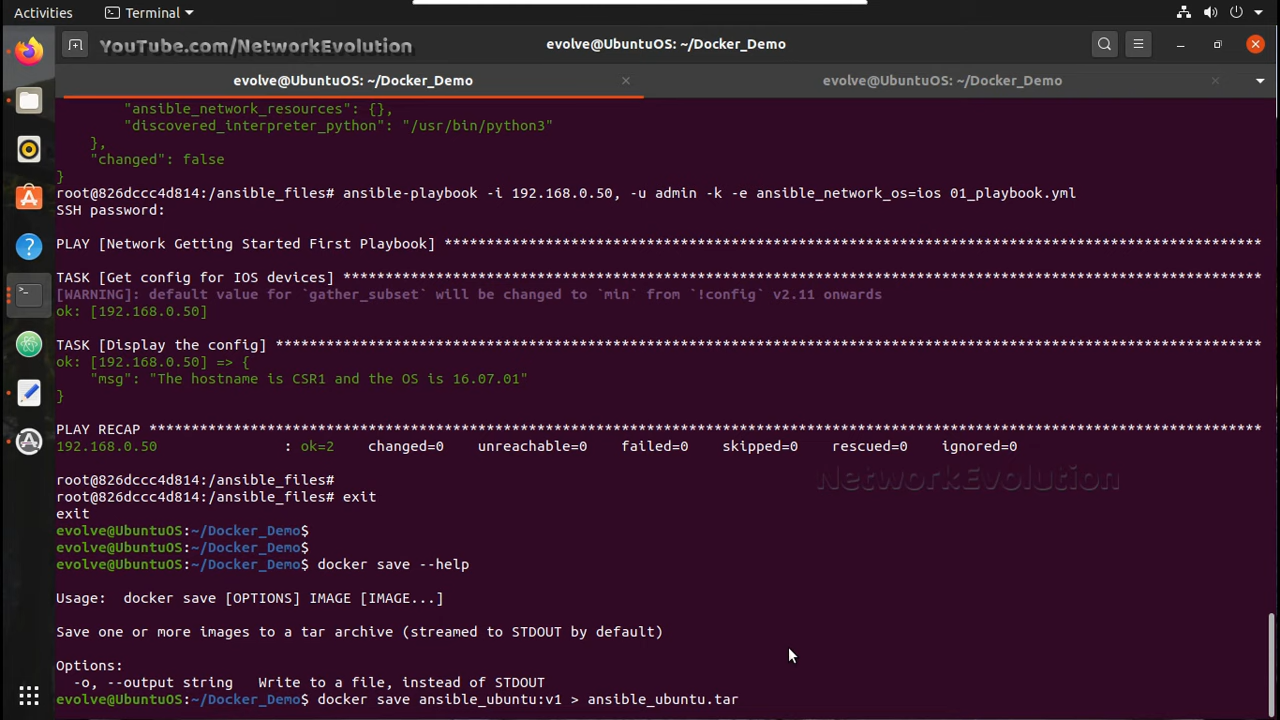 Activities
Terminal
YouTube.com/NetworkEvolution
evolve@UbuntuOS: ~/Docker_Demo
evolve@UbuntuOS: ~/Docker_Demo
evolve@UbuntuOS: ~/Docker_Demo
"ansible_network_resources": {},
"discovered_interpreter_python": "/usr/bin/python3"
},
"changed": false
}
root@826dccc4d814:/ansible_files# ansible-playbook -i 192.168.0.50, -u admin -k -e ansible_network_os=ios 01_playbook.yml
SSH password:
PLAY [Network Getting Started First Playbook] *************************************************************************************************
TASK [Get config for IOS devices] *************************************************************************************************************
[WARNING]: default value for `gather_subset` will be changed to `min` from `!config` v2.11 onwards
ok: [192.168.0.50]
TASK [Display the config] *********************************************************************************************************************
ok: [192.168.0.50] => {
"msg": "The hostname is CSR1 and the OS is 16.07.01"
}
PLAY RECAP ************************************************************************************************************************************
192.168.0.50 : ok=2 changed=0 unreachable=0 failed=0 skipped=0 rescued=0 ignored=0
root@826dccc4d814:/ansible_files#
NetworkEvolution
root@826dccc4d814:/ansible_files# exit
exit
evolve@UbuntuOS:~/Docker_Demo$
evolve@UbuntuOS:~/Docker_Demo$
evolve@UbuntuOS:~/Docker_Demo$ docker save --help
Usage: docker save [OPTIONS] IMAGE [IMAGE...]
Save one or more images to a tar archive (streamed to STDOUT by default)
Options:
-o, --output string Write to a file, instead of STDOUT
evolve@UbuntuOS:~/Docker_Demo$ docker save ansible_ubuntu:v1 > ansible_ubuntu.tar